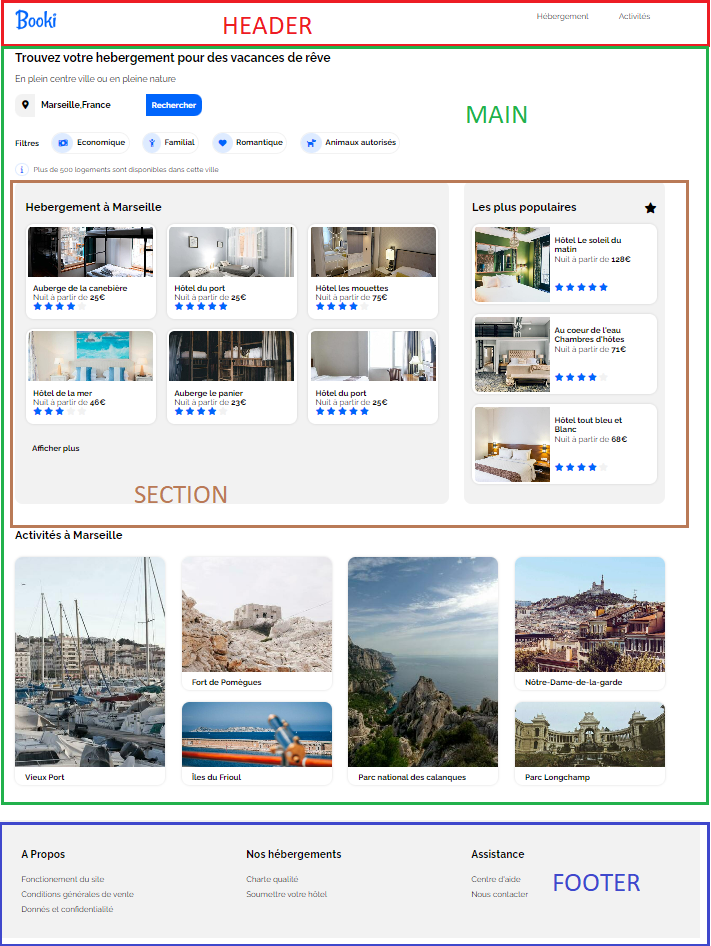 Booki
HEADER
Hébergement
Activités
Trouvez votre hebergement pour des vacances de rêve
En plein centre ville ou en pleine nature
MAIN
Marseille,France
Rechercher
Filtres
Economique
Familial
Romantique
Animaux autorisés
i Plus de 500 logements sont disponibles dans cette ville
Hebergement à Marseille
Auberge de la canebière
Nuit à partir de 25€
Hôtel du port
Nuit à partir de 25€
Hôtel les mouettes
Nuit à partir de 75€
Hôtel de la mer
Nuit à partir de 46€
Auberge le panier
Nuit à partir de 23€
Hôtel du port
Nuit à partir de 25€
Afficher plus
SECTION
Les plus populaires
Hôtel Le soleil du
matin
Nuit à partir de 128€
Au coeur de l'eau
Chambres d'hôtes
Nuit à partir de 71€
Hôtel tout bleu et
Blanc
Nuit à partir de 68€
Activités à Marseille
Vieux Port
Fort de Pomègues
Îles du Frioul
Parc national des calanques
Nôtre-Dame-de-la-garde
Parc Longchamp
A Propos
Fonctionement du site
Conditions générales de vente
Donnés et confidentialité
Nos hébergements
Charte qualité
Soumettre votre hôtel
Assistance
Centre d'aide
Nous contacter
FOOTER